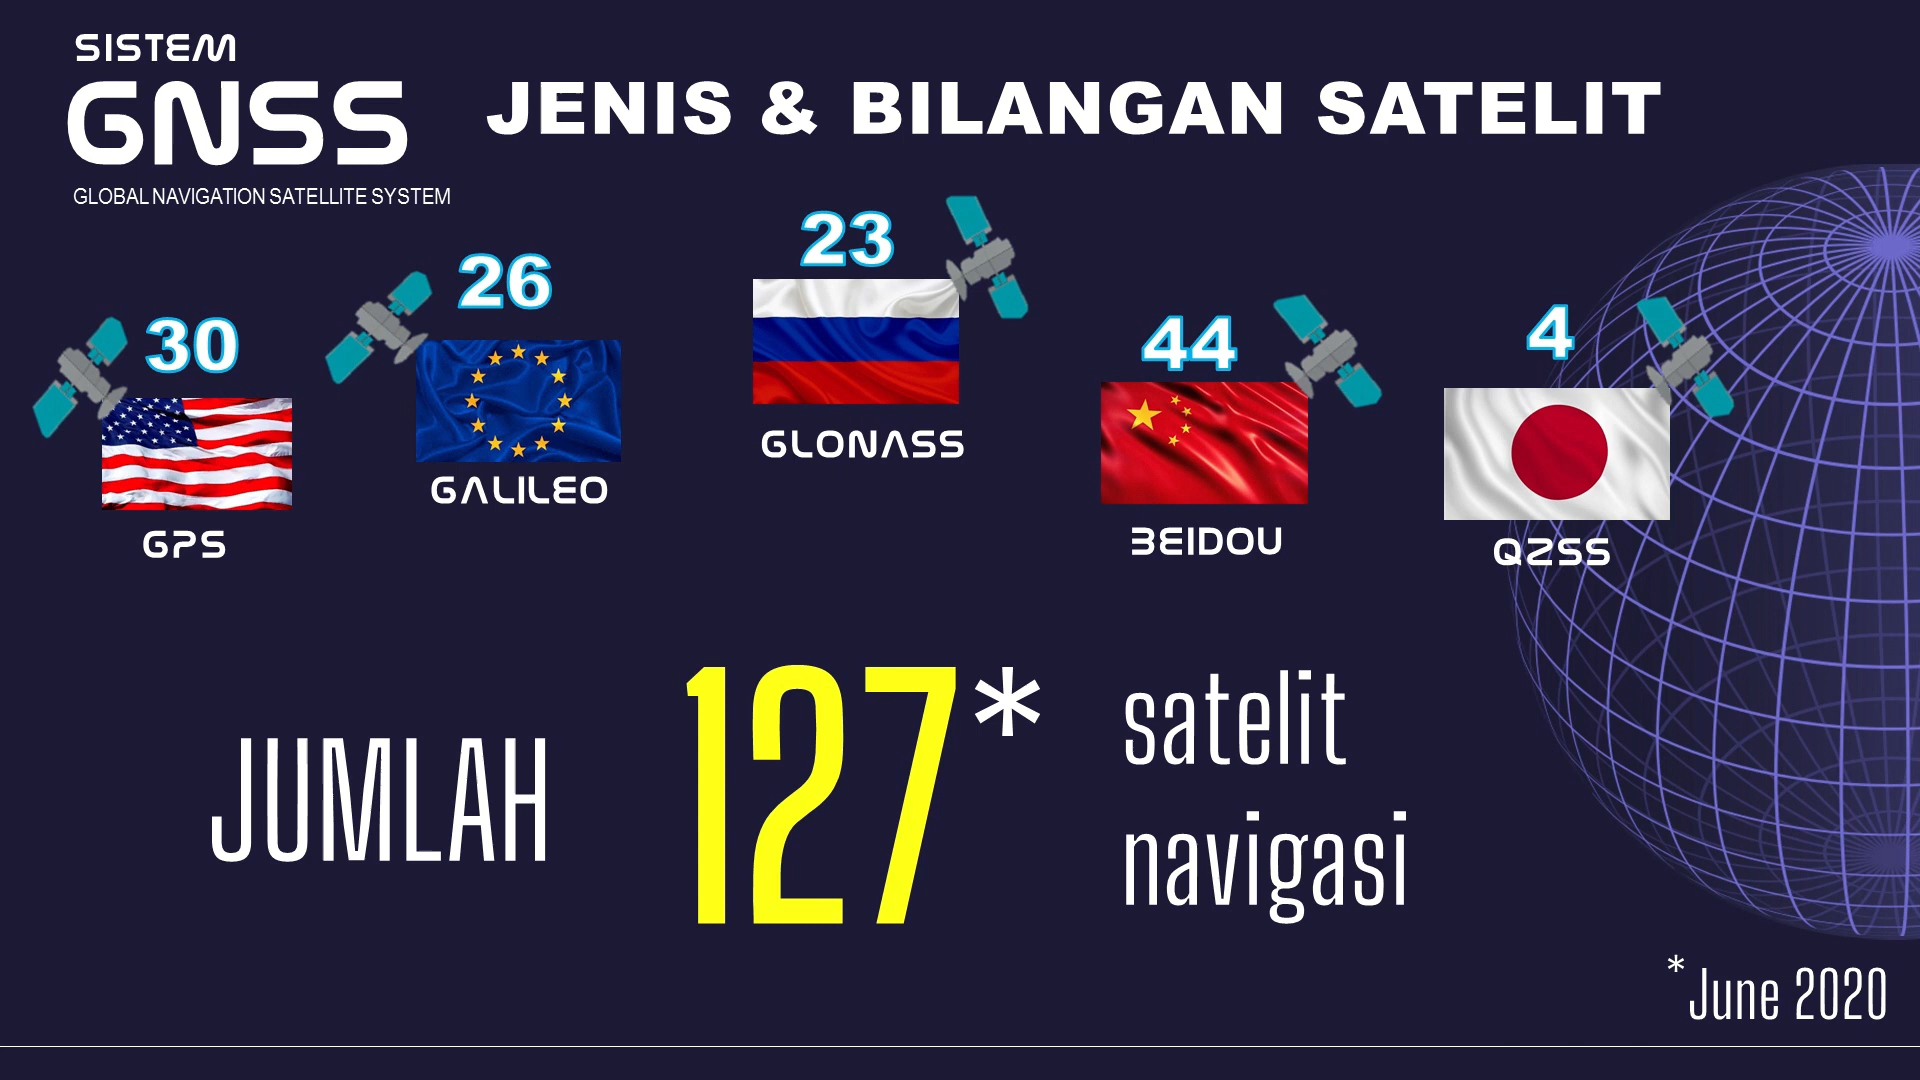 SISTEM
GNSS
GLOBAL NAVIGATION SATELLITE SYSTEM
JENIS & BILANGAN SATELIT
30
GPS
26
GALILEO
23
GLONASS
44
BEIDOU
4
QZSS
JUMLAH
127*
satelit
navigasi
*June 2020